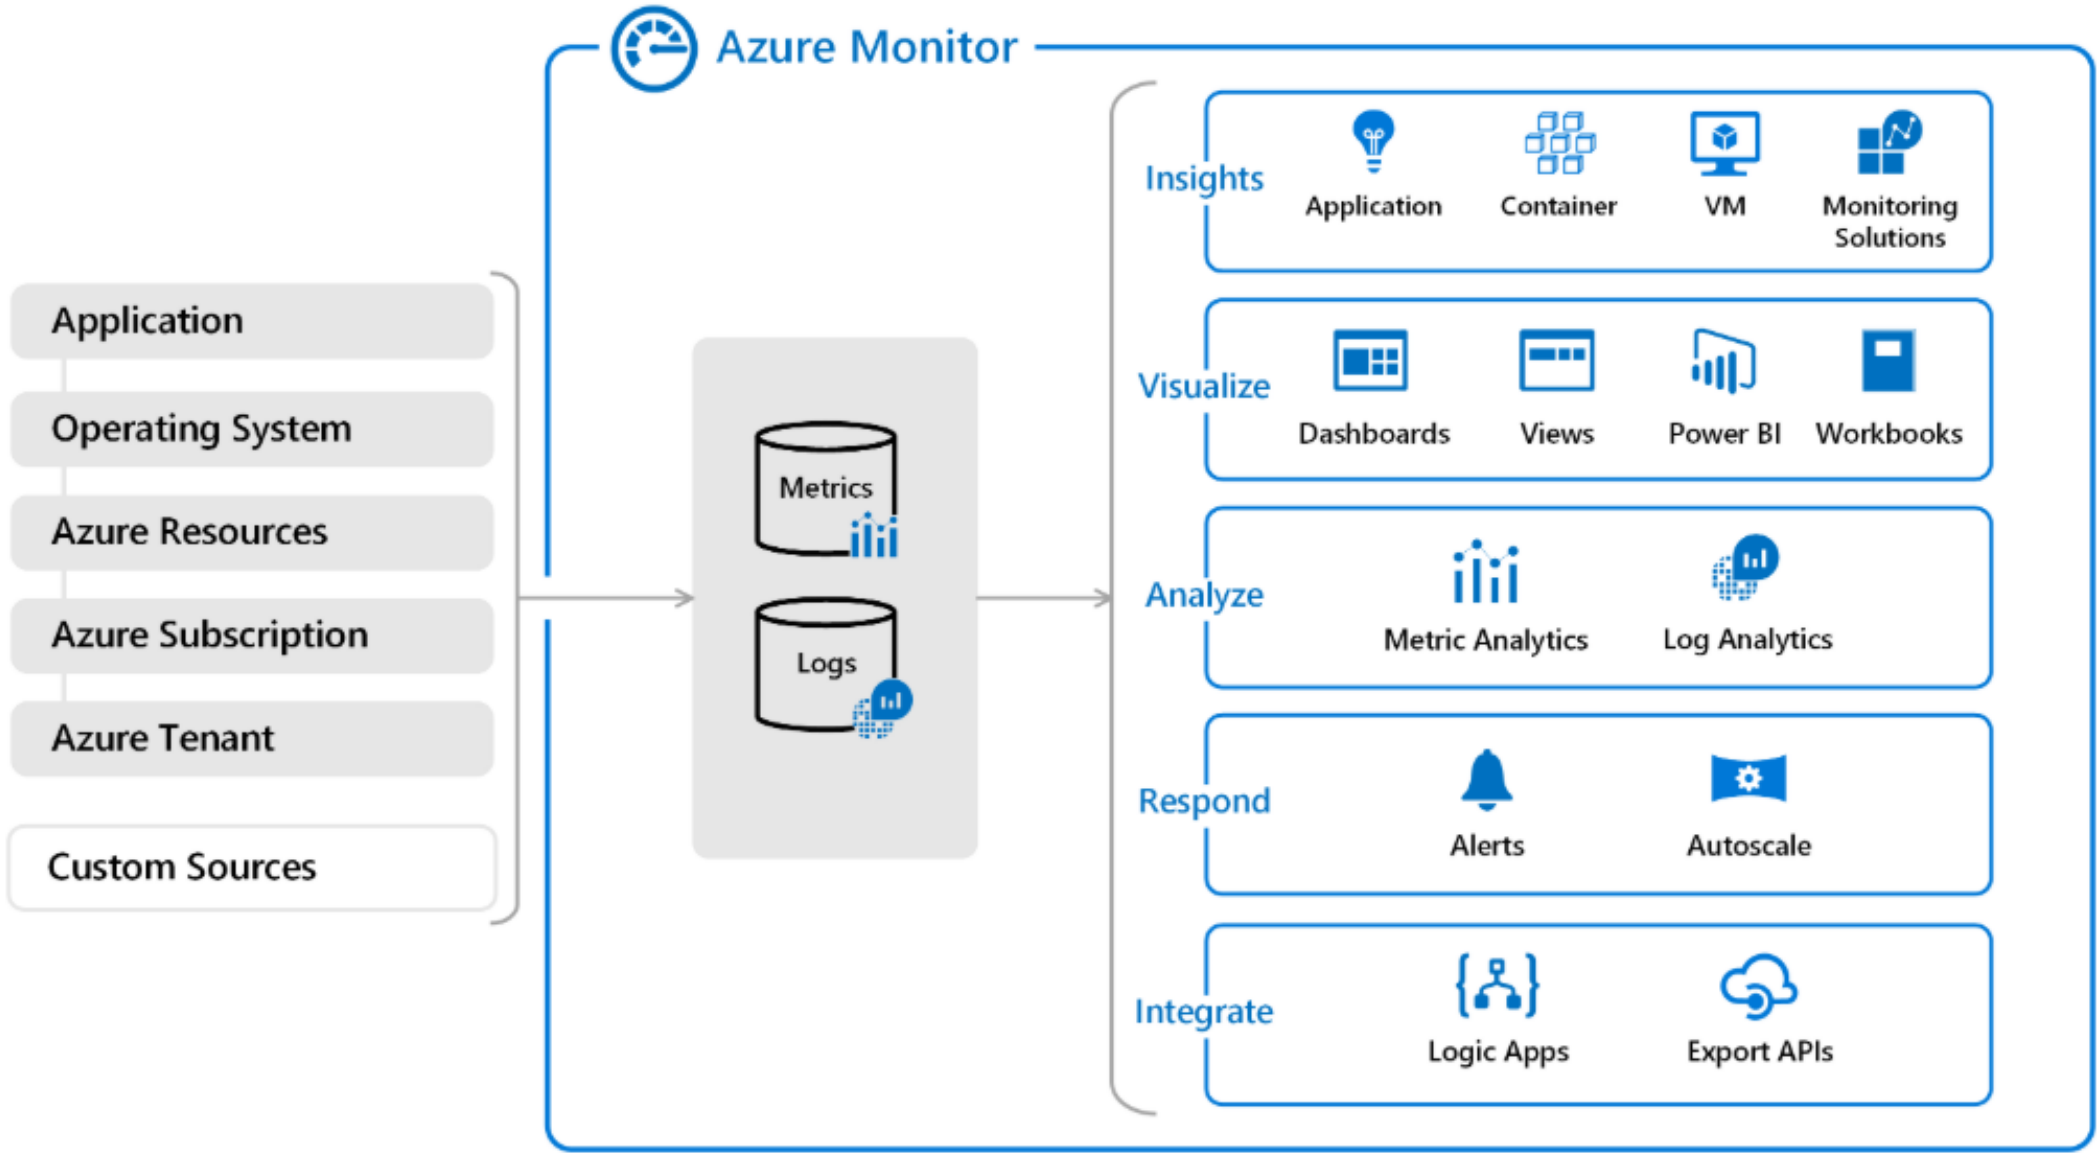 Azure Monitor
Application
Operating System
Azure Resources
Azure Subscription
Azure Tenant
Custom Sources
Metrics
Logs
Insights
Application
Container
VM
Monitoring
Solutions
Visualize
Dashboards
Views
Power BI
Workbooks
Analyze
Metric Analytics
Log Analytics
Respond
Alerts
Autoscale
Integrate
Logic Apps
Export APIs